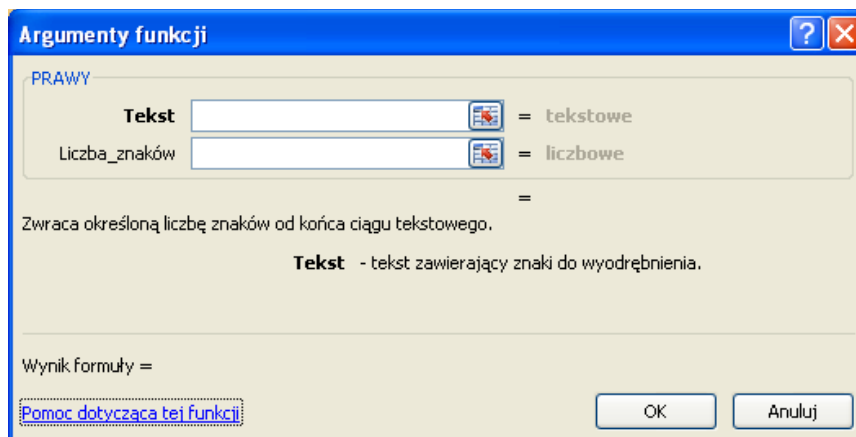 Argumenty funkcji
PRAWY
Tekst = tekstowe
Liczba_znaków = liczbowe
=
Zwraca określoną liczbę znaków od końca ciągu tekstowego.
Tekst - tekst zawierający znaki do wyodrębnienia.
Wynik formuły =
Pomoc dotycząca tej funkcji OK Anuluj